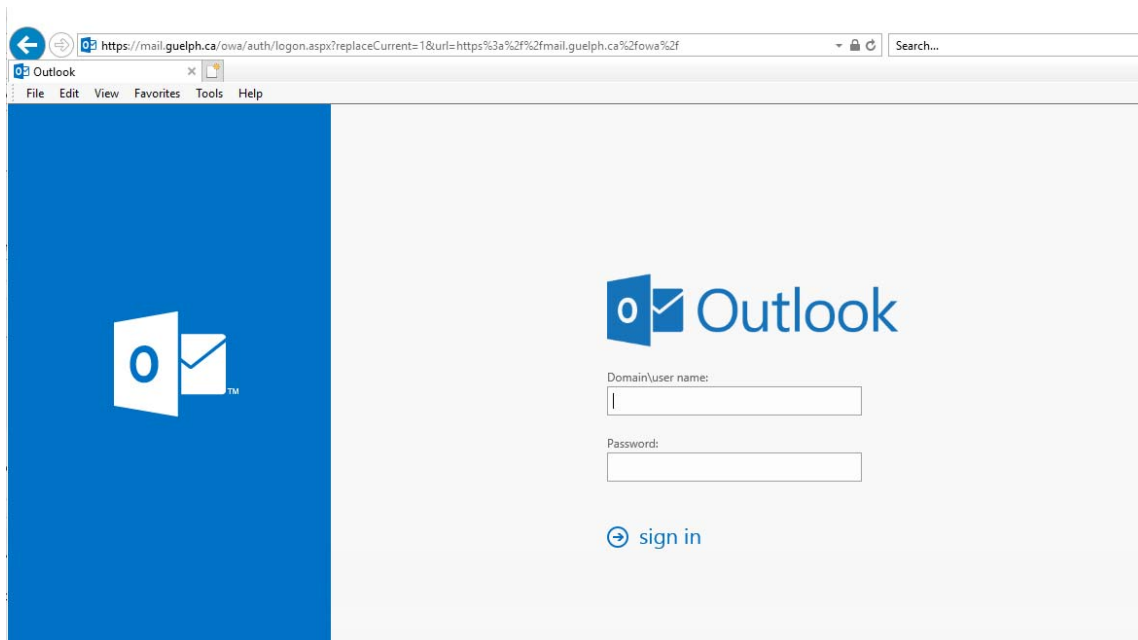 https://mail.guelph.ca/owa/auth/logon.aspx?replaceCurrent=1&url=https%3a%2f%2fmail.guelph.ca%2fowa%2f
Search...
Outlook
File Edit View Favorites Tools Help
O
TM
O Outlook
Domain\user name:
Password:
sign in